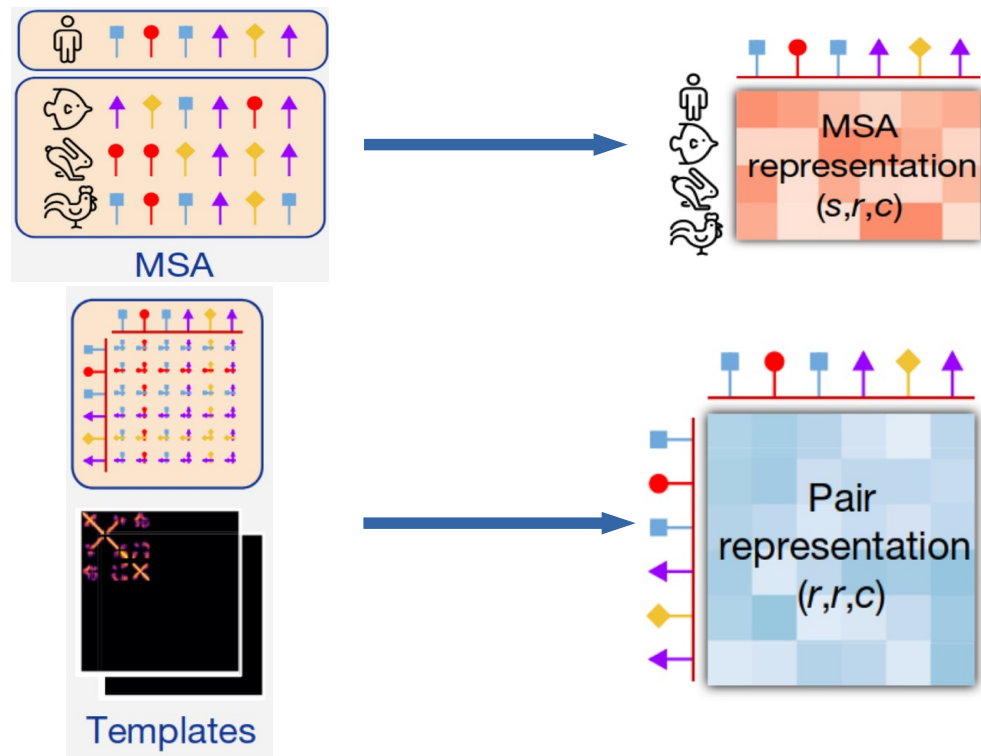 MSA
MSA
representation
(s,r,c)
Templates
Pair
representation
(r,r,c)